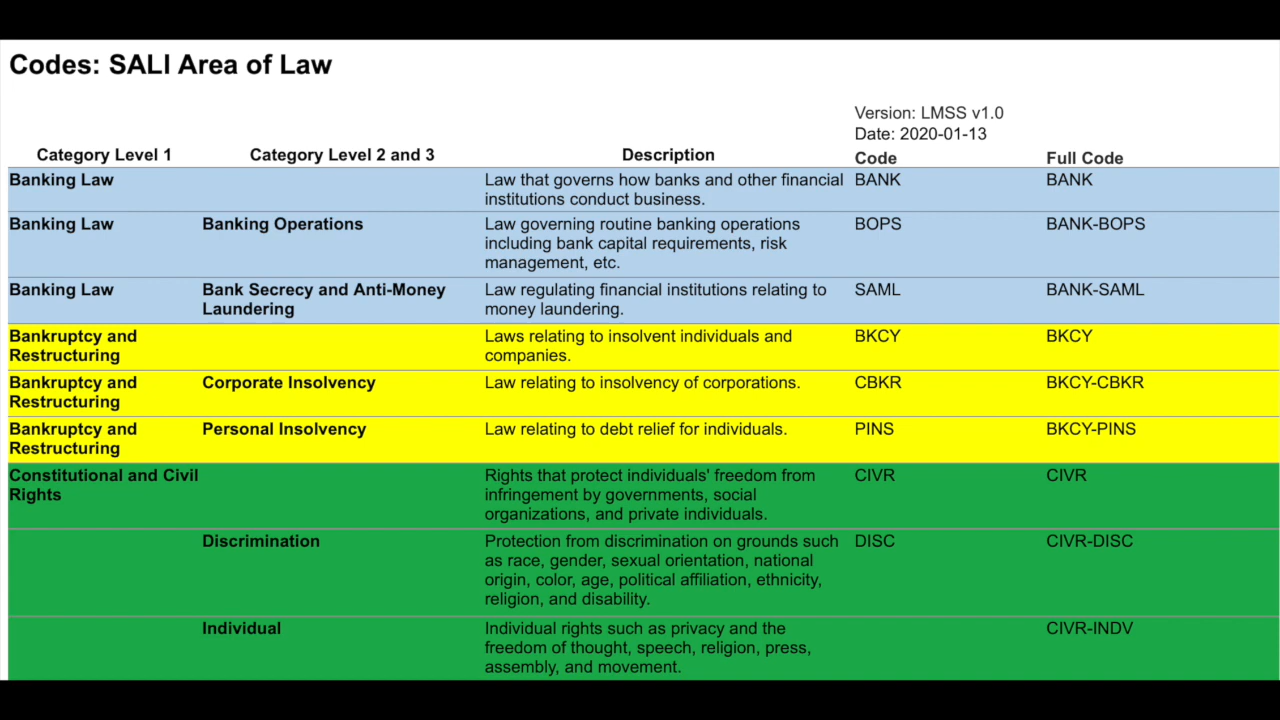 Codes: SALI Area of Law
Version: LMSS v1.0
Date: 2020-01-13
Category Level 1 Category Level 2 and 3 Description Code Full Code
Banking Law Law that governs how banks and other financial BANK BANK
institutions conduct business.
Banking Law Banking Operations Law governing routine banking operations BOPS BANK-BOPS
including bank capital requirements, risk
management, etc.
Banking Law Bank Secrecy and Anti-Money Law regulating financial institutions relating to SAML BANK-SAML
Laundering money laundering.
Bankruptcy and Laws relating to insolvent individuals and BKCY BKCY
Restructuring companies.
Bankruptcy and Corporate Insolvency Law relating to insolvency of corporations. CBKR BKCY-CBKR
Restructuring
Bankruptcy and Personal Insolvency Law relating to debt relief for individuals. PINS BKCY-PINS
Restructuring
Constitutional and Civil Rights that protect individuals' freedom from CIVR CIVR
Rights infringement by governments, social
organizations, and private individuals.
Discrimination Protection from discrimination on grounds such DISC CIVR-DISC
as race, gender, sexual orientation, national
origin, color, age, political affiliation, ethnicity,
religion, and disability.
Individual Individual rights such as privacy and the CIVR-INDV
freedom of thought, speech, religion, press,
assembly, and movement.